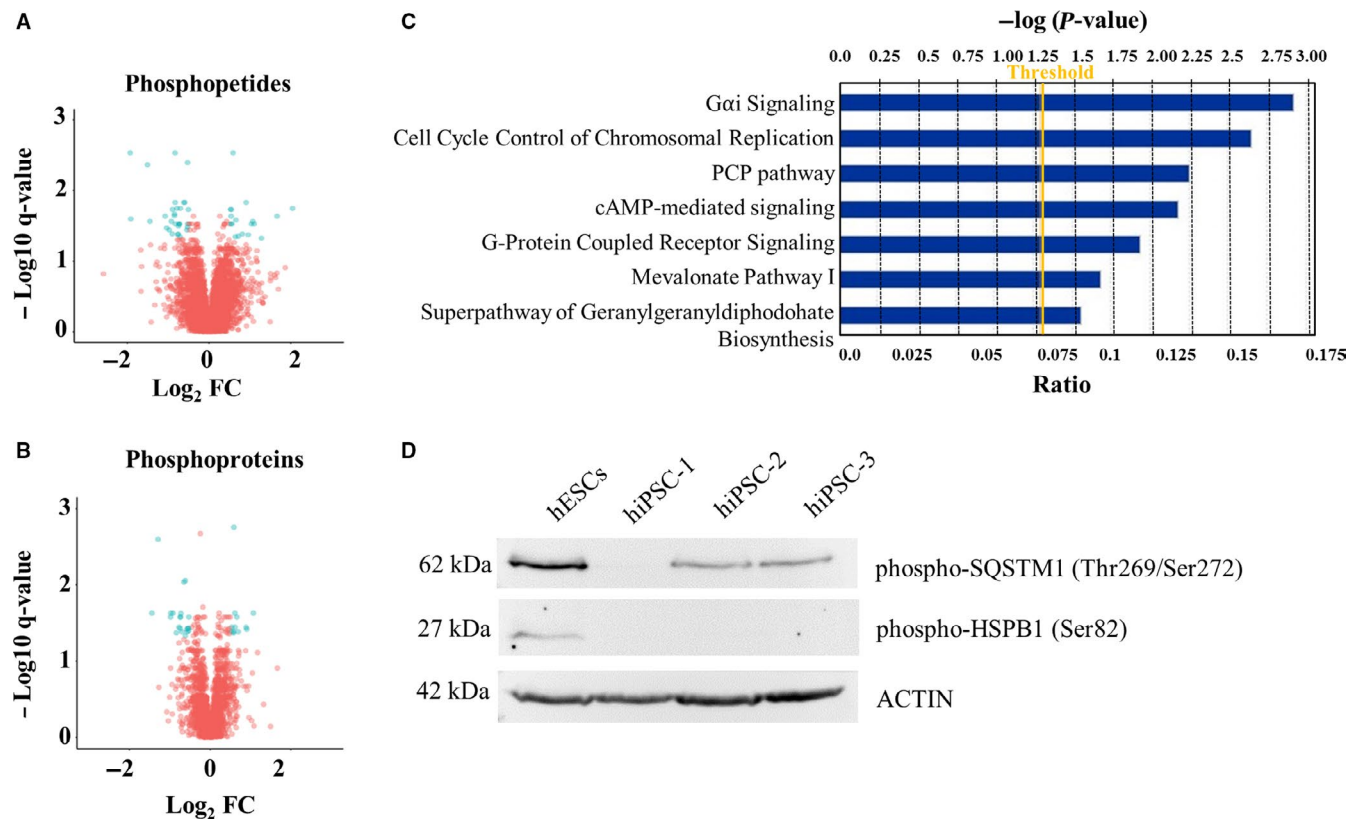 A
Phosphopetides
3
2
1
0
− Log10 q-value
−2 0 2
Log2 FC
B
Phosphoproteins
3
2
1
0
− Log10 q-value
−2 0 2
Log2 FC
C
−log (P-value)
0.0 0.25 0.5 0.75 1.00 1.25 1.5 1.75 2.00 2.25 2.5 2.75 3.00
Threshold
Gαi Signaling
Cell Cycle Control of Chromosomal Replication
PCP pathway
cAMP-mediated signaling
G-Protein Coupled Receptor Signaling
Mevalonate Pathway I
Superpathway of Geranylgeranyldiphodohate
Biosynthesis
0.0 0.025 0.05 0.075 0.1 0.125 0.15 0.175
Ratio
D
hESCs hiPSC-1 hiPSC-2 hiPSC-3
62 kDa phospho-SQSTM1 (Thr269/Ser272)
27 kDa phospho-HSPB1 (Ser82)
42 kDa ACTIN